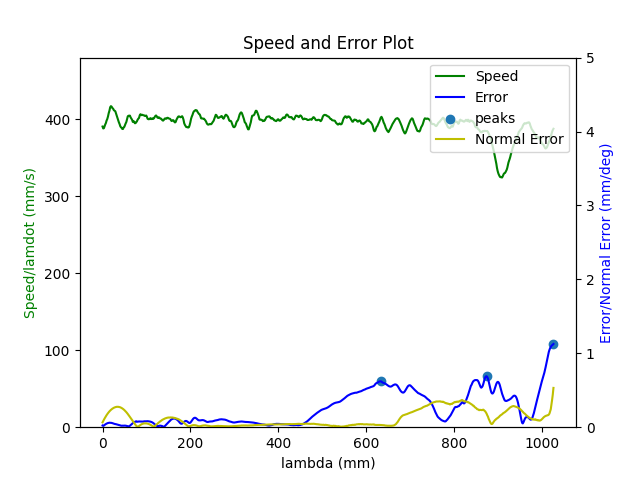 Speed and Error Plot
Speed
Error
peaks
Normal Error
Speed/lamdot (mm/s)
400
300
200
100
0
5
4
3
2
1
0
Error/Normal Error (mm/deg)
0 200 400 600 800 1000
lambda (mm)